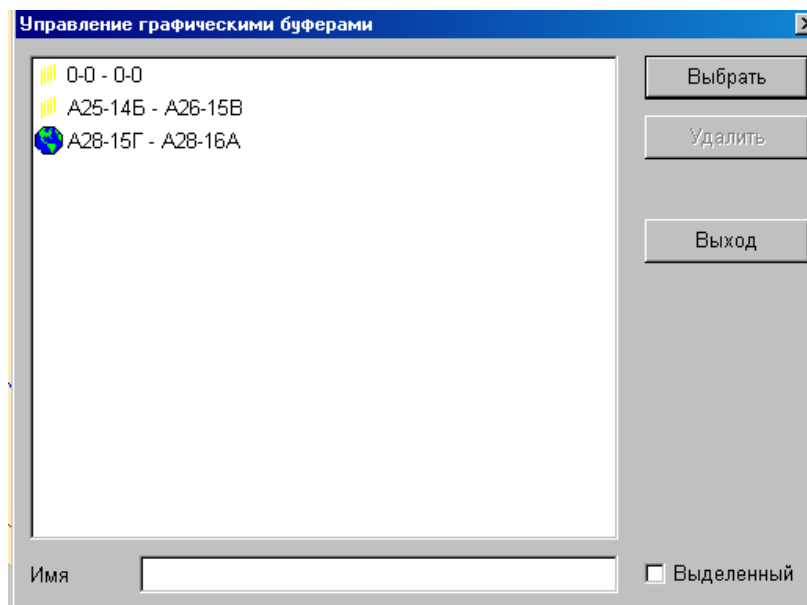 Управление графическими буферами
0-0 - 0-0
А25-14Б - А26-15В
А28-15Г - А28-16А
Выбрать
Удалить
Выход
Имя
Выделенный